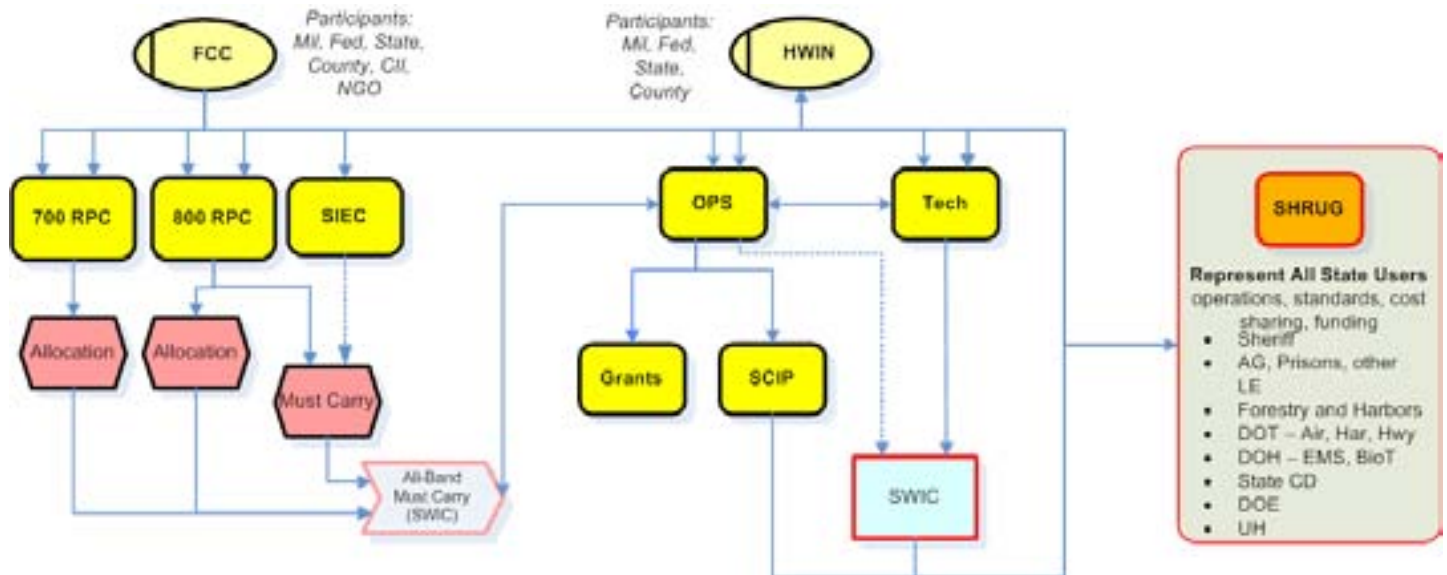 FCC
Participants:
Mil, Fed, State,
County, CII,
NGO
Participants:
Mil, Fed,
State,
County
HWIN
700 RPC
800 RPC
SIEC
OPS
Tech
SHRUG
Represent All State Users
operations, standards, cost
sharing, funding
• Sheriff
• AG, Prisons, other
LE
• Forestry and Harbors
• DOT – Air, Har, Hwy
• DOH – EMS, BioT
• State CD
• DOE
• UH
Allocation
Allocation
Must Carry
Grants
SCIP
All-Band
Must Carry
(SWIC)
SWIC